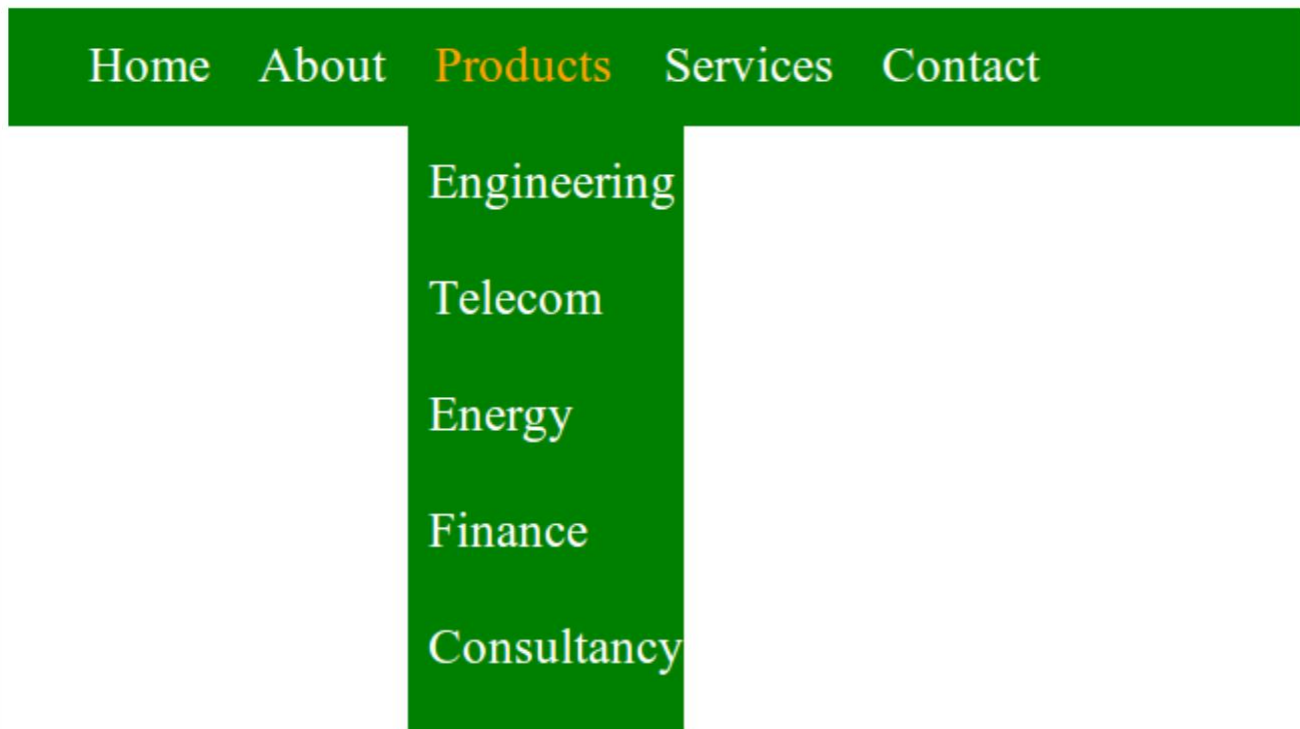 Home About Products Services Contact
Engineering
Telecom
Energy
Finance
Consultancy